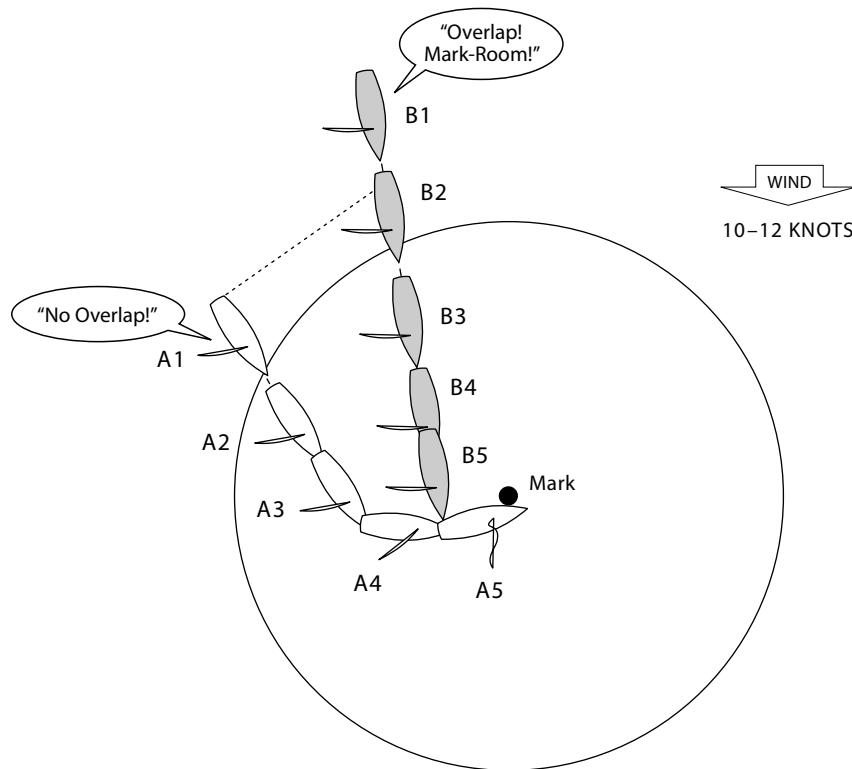 “Overlap!
Mark-Room!”
B1
WIND
B2
10–12 KNOTS
“No Overlap!”
B3
A1
B4
A2
B5
Mark
A3
A4
A5